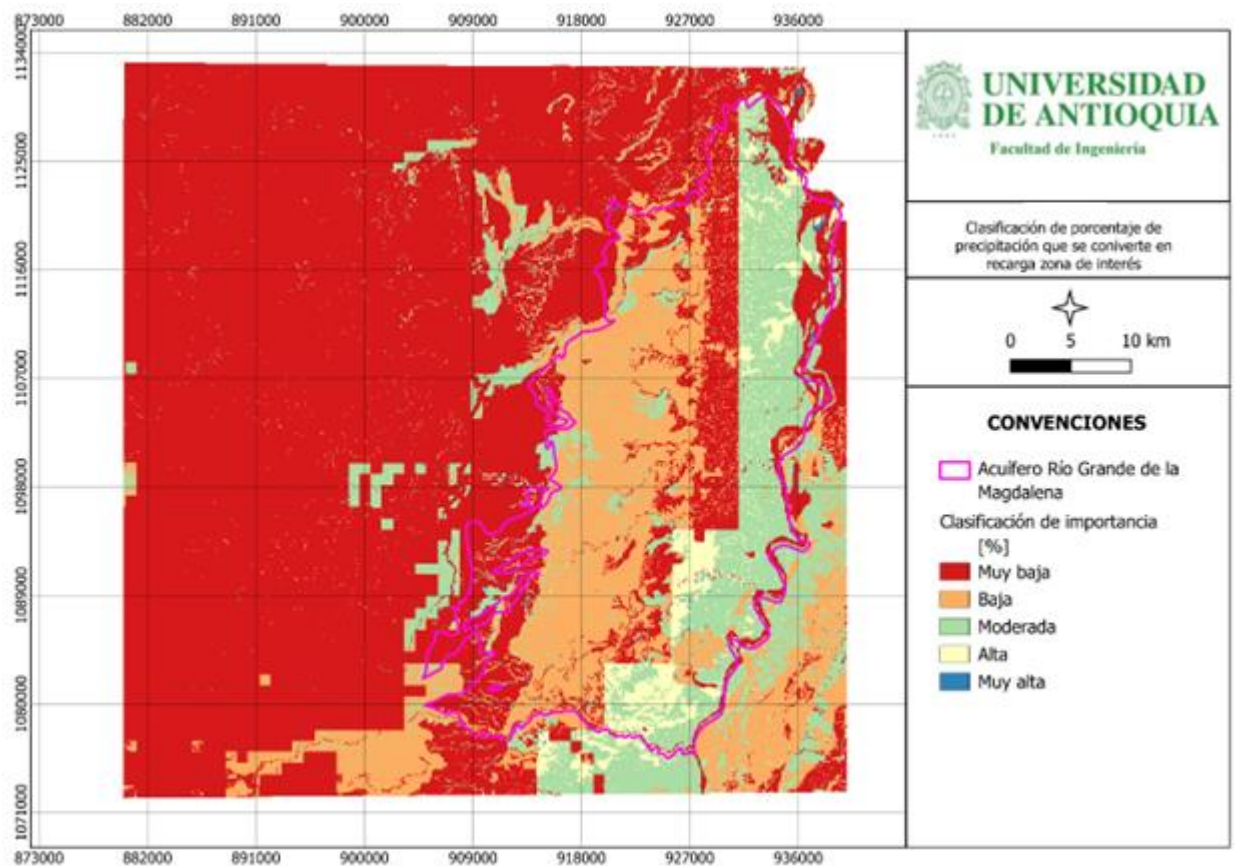 873000 882000 891000 900000 909000 918000 927000 936000
1134000
1125000
1116000
1107000
1098000
1089000
1080000
1071000
873000 882000 891000 900000 909000 918000 927000 936000
UNIVERSIDAD
DE ANTIOQUIA
Facultad de Ingeniería
Clasificación de porcentaje de
precipitación que se coniverte en
recarga zona de interés
0 5 10 km
CONVENCIONES
Acuífero Río Grande de la
Magdalena
Clasificación de importancia
[%]
Muy baja
Baja
Moderada
Alta
Muy alta